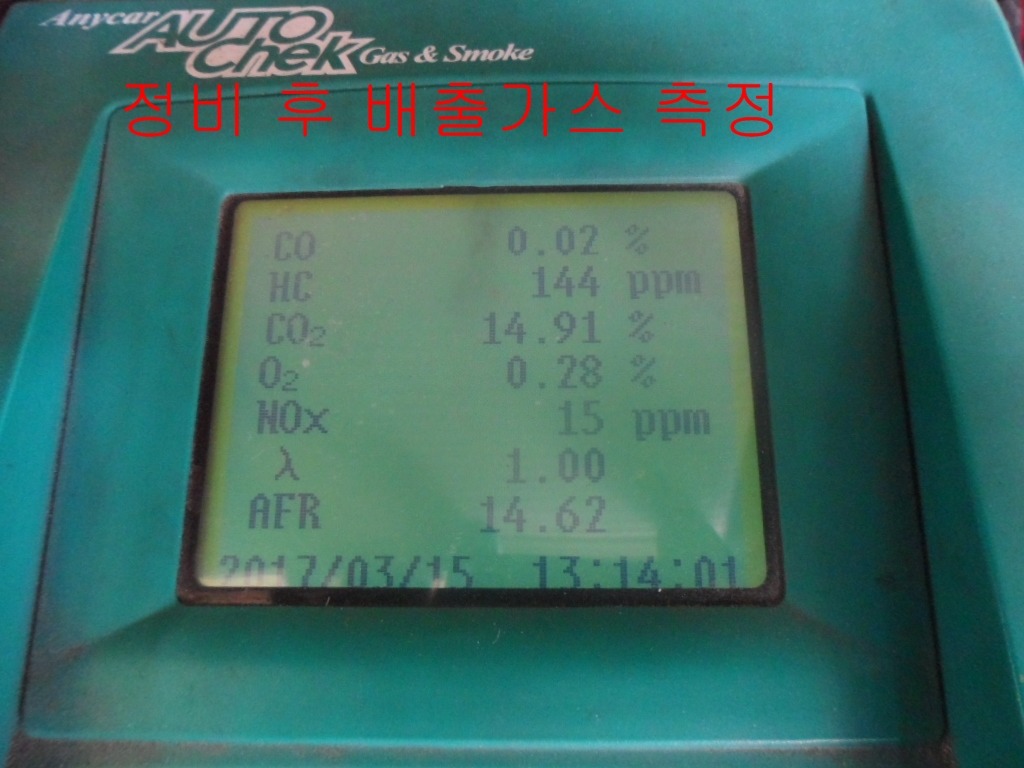 Anycar AUTO Chek Gas & Smoke
정비 후 배출가스 측정
CO 0.02 %
HC 144 ppm
CO₂ 14.91 %
O₂ 0.28 %
NOx 15 ppm
λ 1.00
AFR 14.62
2017/03/15 13:14:01